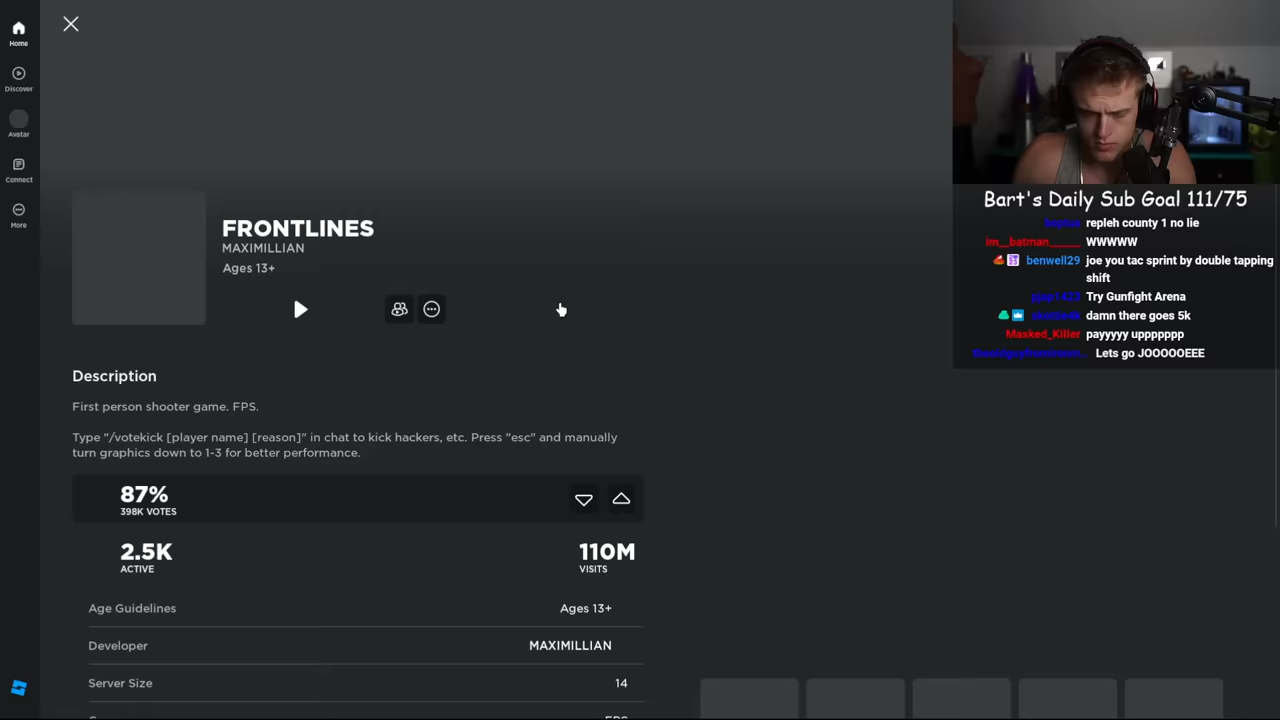 Home
Discover
Avatar
Connect
More
FRONTLINES
MAXIMILLIAN
Ages 13+
Description
First person shooter game. FPS.
Type "/votekick [player name] [reason]" in chat to kick hackers, etc. Press "esc" and manually
turn graphics down to 1-3 for better performance.
87%
398K VOTES
2.5K
ACTIVE
110M
VISITS
Age Guidelines
Ages 13+
Developer
MAXIMILLIAN
Server Size
14
Bart's Daily Sub Goal 111/75
repleh county 1 no lie
im__batman______ WWWWW
benwell29 joe you tac sprint by double tapping
shift
Try Gunfight Arena
damn there goes 5k
Masked_Killer payyyyy uppppppp
Lets go JOOOOOEEE